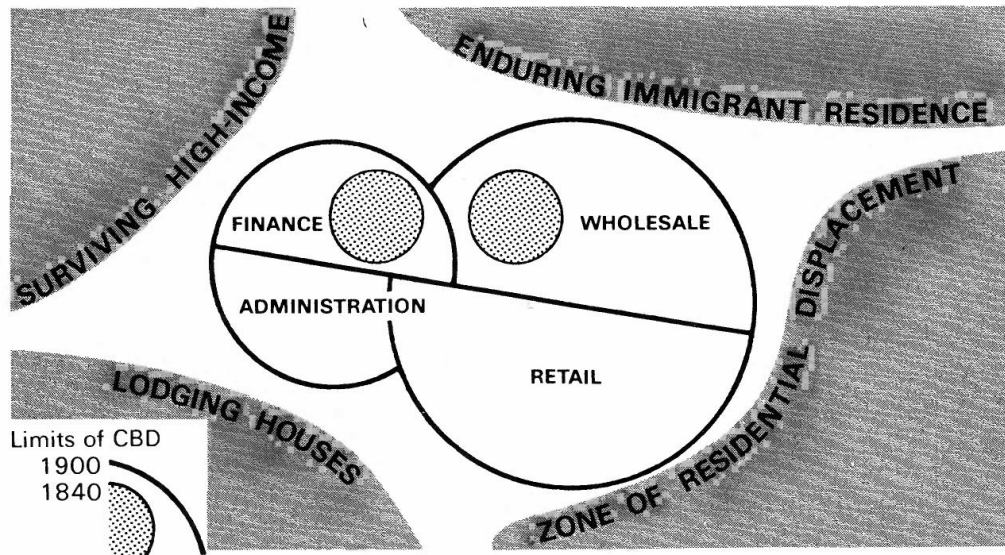 SURVIVING HIGH-INCOME
ENDURING IMMIGRANT RESIDENCE
FINANCE
WHOLESALE
ADMINISTRATION
RETAIL
ZONE OF RESIDENTIAL DISPLACEMENT
LODGING HOUSES
Limits of CBD
1900
1840